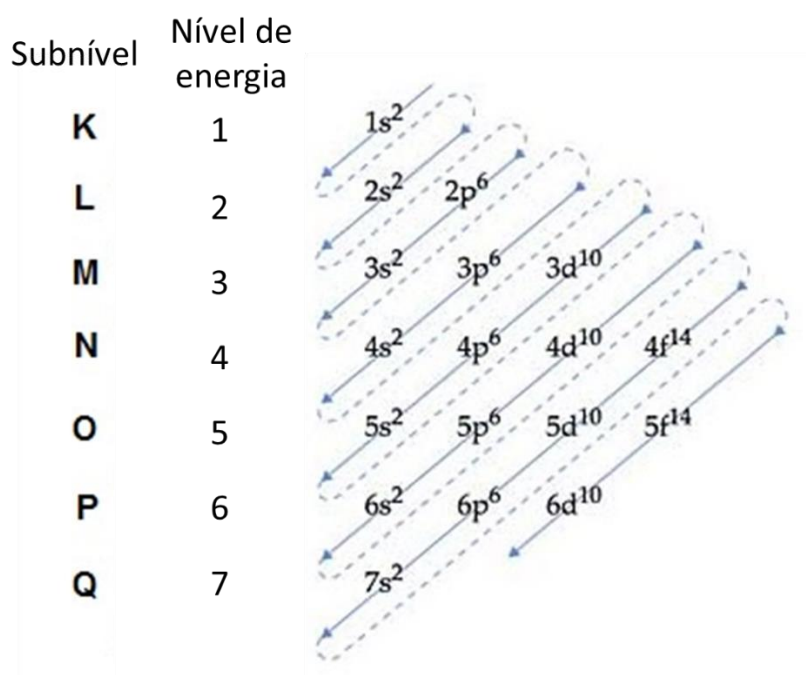 Subnível Nível de energia
K 1 1s²
L 2 2s² 2p⁶
M 3 3s² 3p⁶ 3d¹⁰
N 4 4s² 4p⁶ 4d¹⁰ 4f¹⁴
O 5 5s² 5p⁶ 5d¹⁰ 5f¹⁴
P 6 6s² 6p⁶ 6d¹⁰
Q 7 7s²